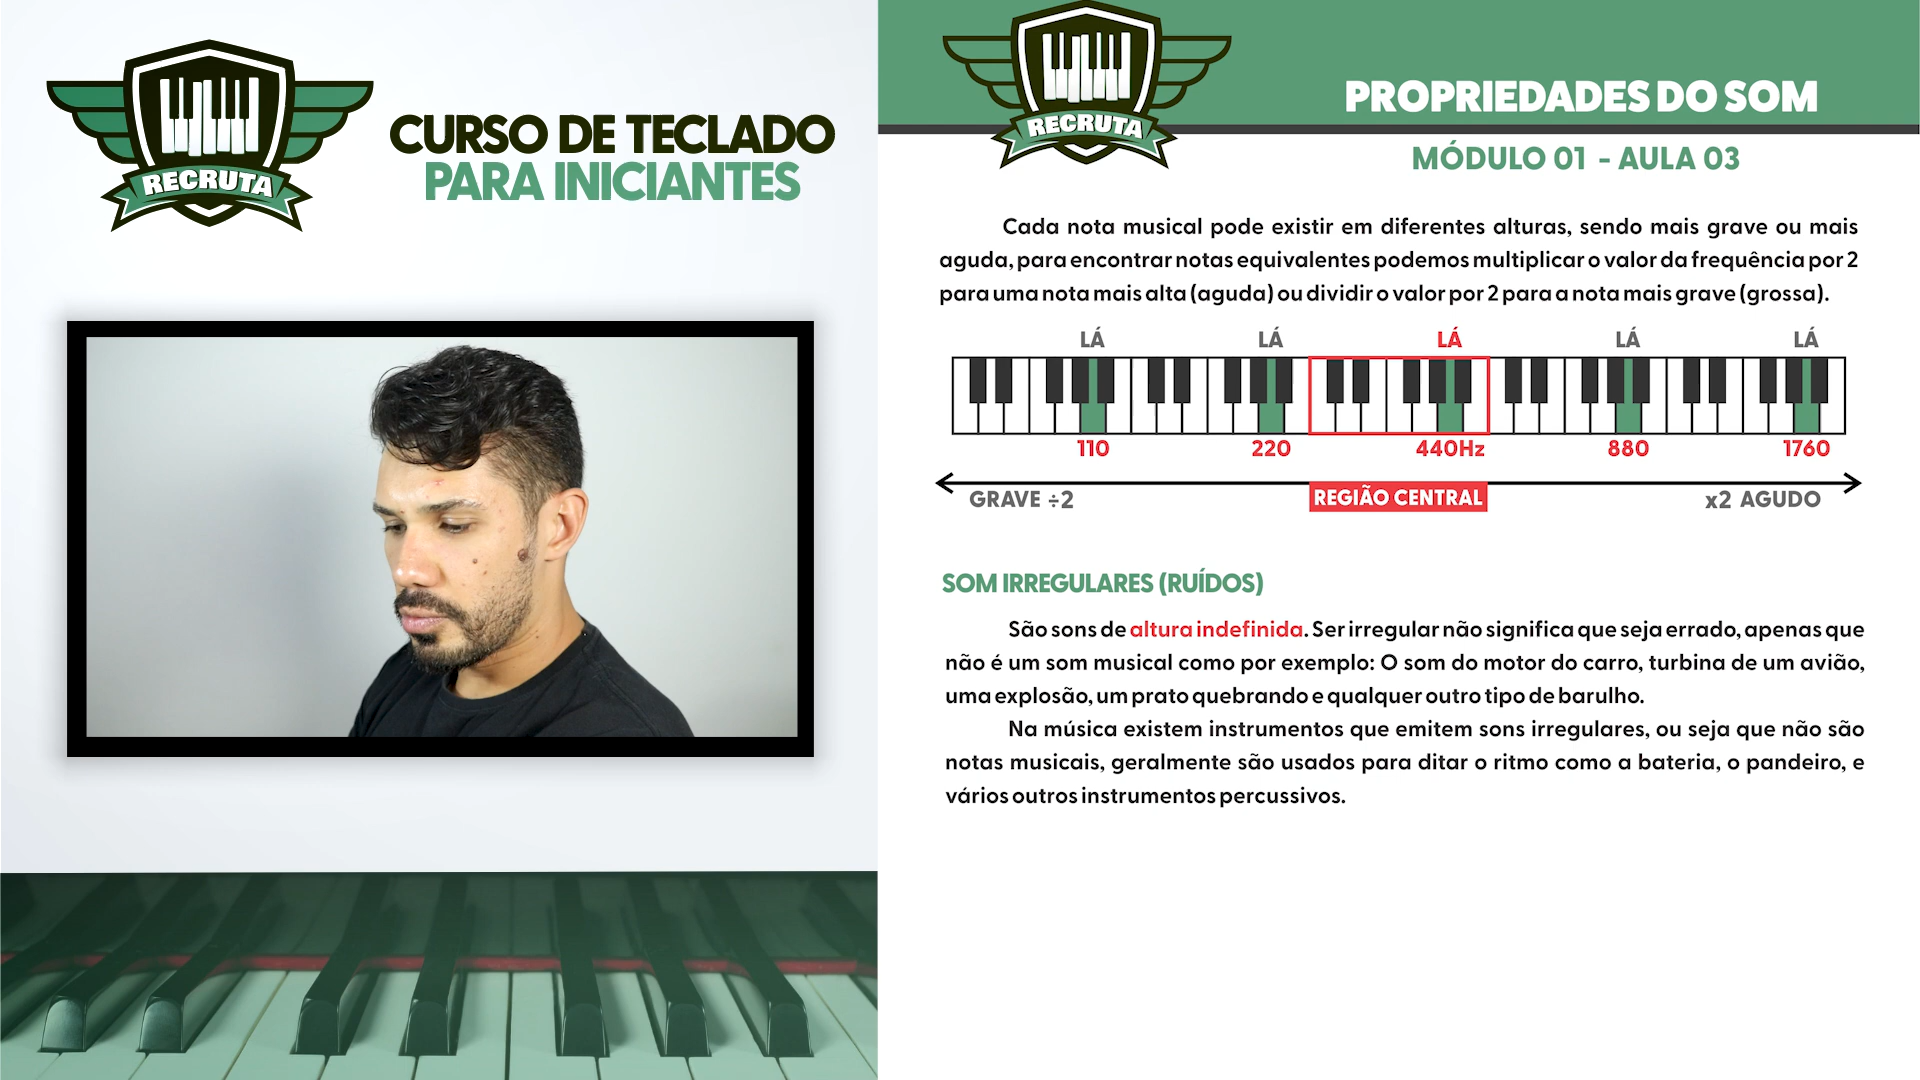 RECRUTA
CURSO DE TECLADO
PARA INICIANTES
RECRUTA
PROPRIEDADES DO SOM
MÓDULO 01 - AULA 03
Cada nota musical pode existir em diferentes alturas, sendo mais grave ou mais
aguda, para encontrar notas equivalentes podemos multiplicar o valor da frequência por 2
para uma nota mais alta (aguda) ou dividir o valor por 2 para a nota mais grave (grossa).
LÁ LÁ LÁ LÁ LÁ
110 220 440Hz 880 1760
GRAVE ÷2 REGIÃO CENTRAL x2 AGUDO
SOM IRREGULARES (RUÍDOS)
São sons de altura indefinida. Ser irregular não significa que seja errado, apenas que
não é um som musical como por exemplo: O som do motor do carro, turbina de um avião,
uma explosão, um prato quebrando e qualquer outro tipo de barulho.
Na música existem instrumentos que emitem sons irregulares, ou seja que não são
notas musicais, geralmente são usados para ditar o ritmo como a bateria, o pandeiro, e
vários outros instrumentos percussivos.